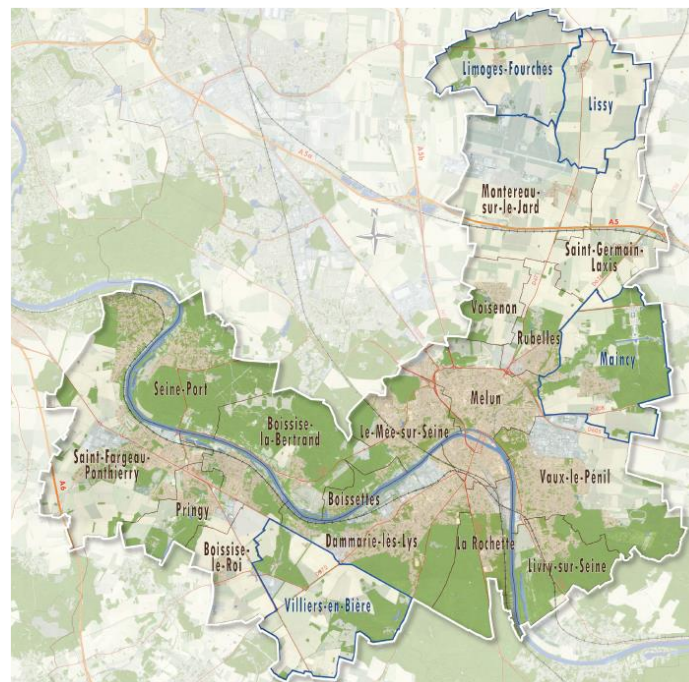 Limoges-Fourches
Lissy
A5a
A5b
Montereau-
sur-le-Jard
N
A5
Saint-Germain-
Laxis
Voisenon
Rubelles
Maincy
Seine-Port
Melun
Boissise-
la-Bertrand
Le-Mée-sur-Seine
Saint-Fargeau-
Ponthierry
Vaux-le-Pénil
A6
Boissettes
Pringy
Dammarie-lès-Lys
La Rochette
Boissise-
le-Roi
Livry-sur-Seine
Villiers-en-Bière